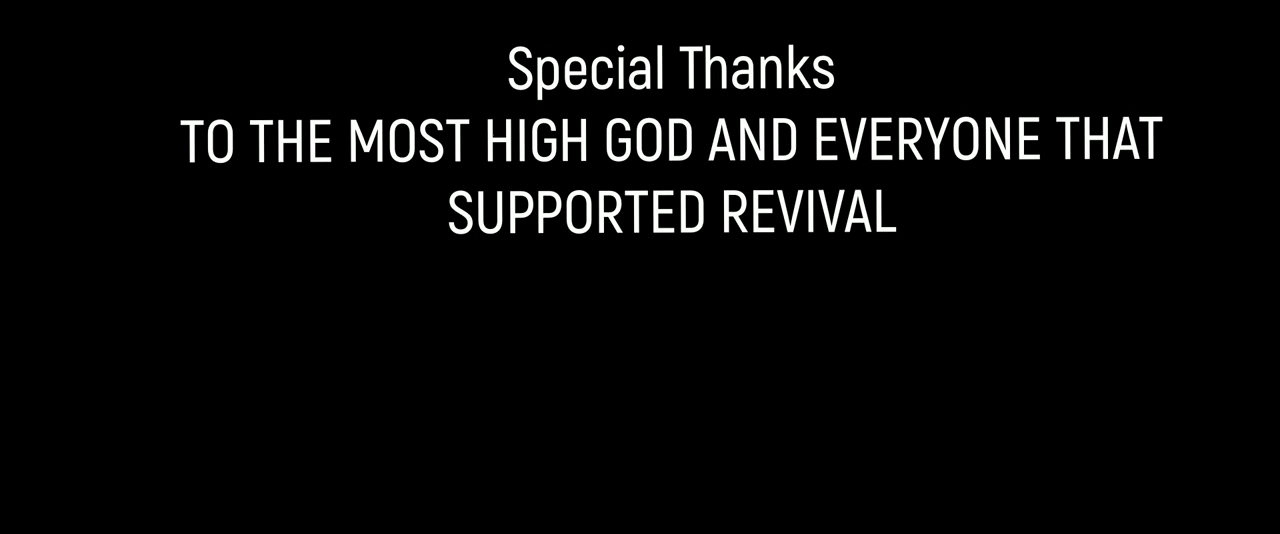 Special Thanks
TO THE MOST HIGH GOD AND EVERYONE THAT
SUPPORTED REVIVAL